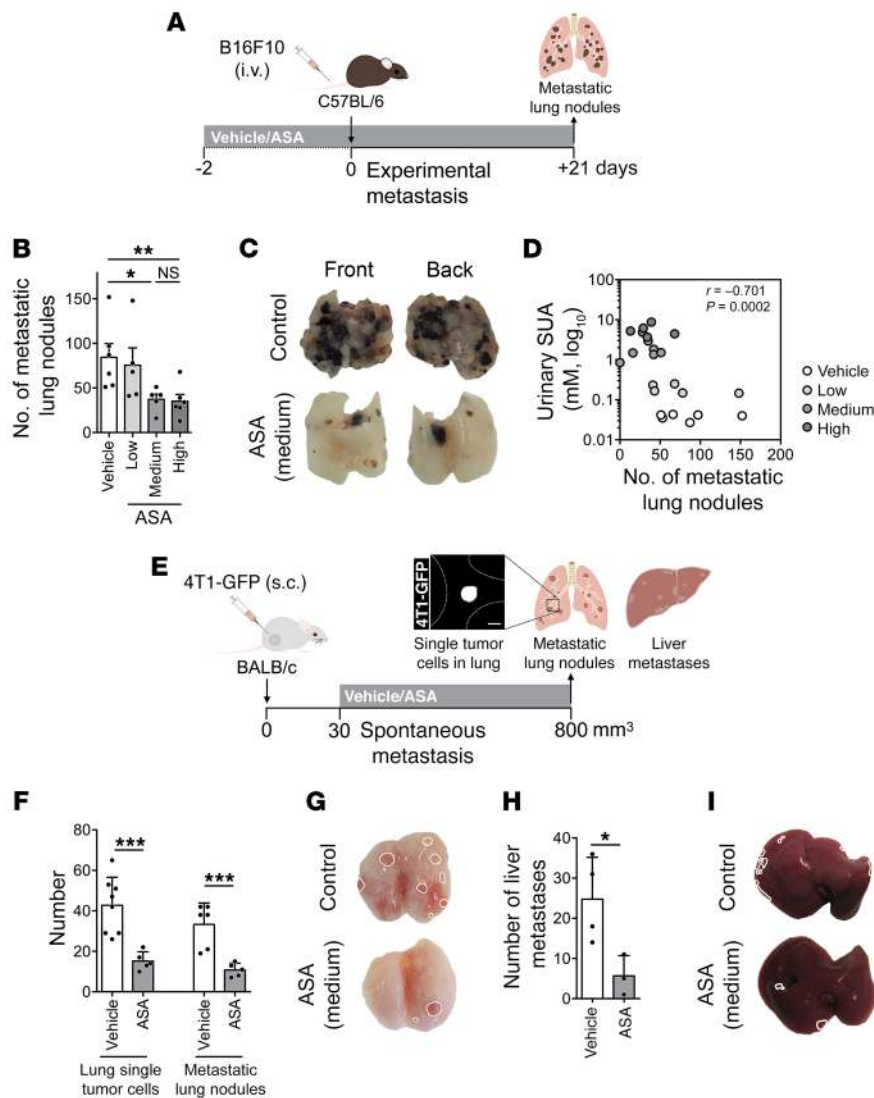 A
B16F10
(i.v.)
C57BL/6
Metastatic
lung nodules
Vehicle/ASA
-2
0
Experimental
metastasis
+21 days
B
No. of metastatic
lung nodules
150
100
50
0
**
*
NS
Vehicle
Low
Medium
High
ASA
C
Front
Back
Control
ASA
(medium)
D
Urinary SUA
(mM, log10)
100
10
1
0.1
0.01
r = –0.701
P = 0.0002
0
50
100
150
200
No. of metastatic
lung nodules
Vehicle
Low
Medium
High
E
4T1-GFP (s.c.)
BALB/c
4T1-GFP
Single tumor
cells in lung
Metastatic
lung nodules
Liver
metastases
Vehicle/ASA
0
30
Spontaneous
metastasis
800 mm³
F
Number
80
60
40
20
0
***
***
Vehicle
ASA
Vehicle
ASA
Lung single
tumor cells
Metastatic
lung nodules
G
Control
ASA
(medium)
H
Number of liver
metastases
40
30
20
10
0
*
Vehicle
ASA
I
Control
ASA
(medium)